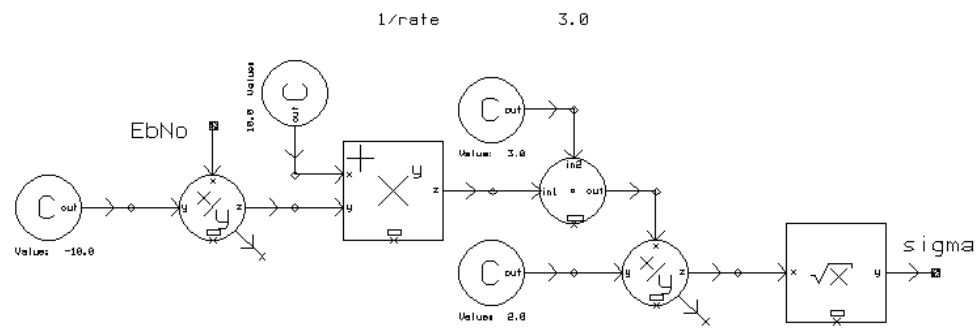 1/rate 3.0
10.0 Value:
C
out
C
out
Value: 3.0
EbNo
C
out
Value: -10.0
x
y
x/y
z
x
x
y
x^y
z
x
in2
in1
out
x
C
out
Value: 2.0
x
y
x/y
z
x
x
√x
y
x
sigma